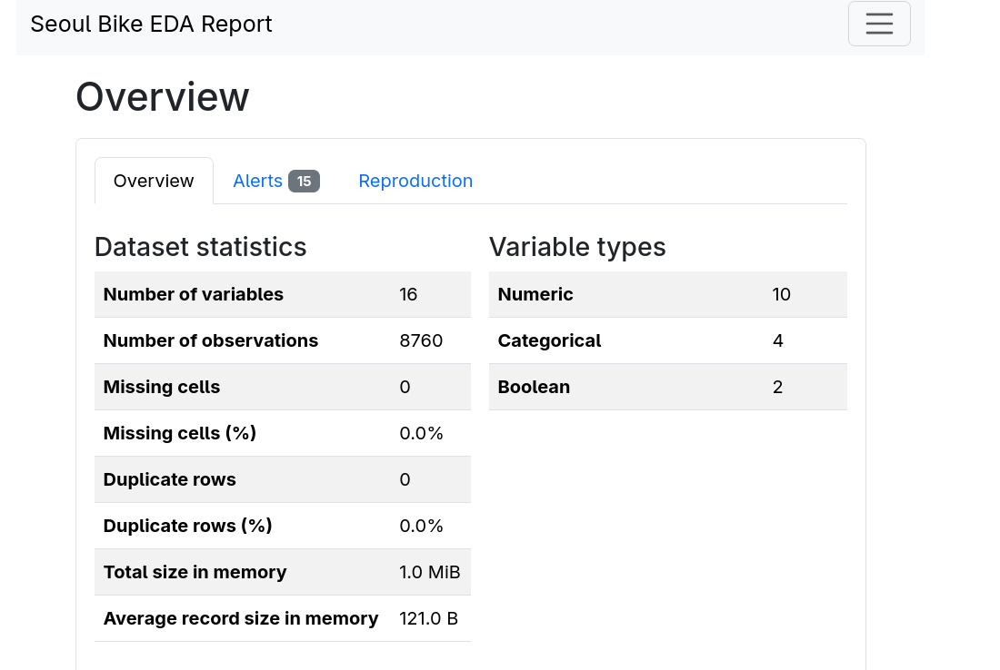 Seoul Bike EDA Report
Overview
Overview
Alerts 15
Reproduction
Dataset statistics
Number of variables 16
Number of observations 8760
Missing cells 0
Missing cells (%) 0.0%
Duplicate rows 0
Duplicate rows (%) 0.0%
Total size in memory 1.0 MiB
Average record size in memory 121.0 B
Variable types
Numeric 10
Categorical 4
Boolean 2